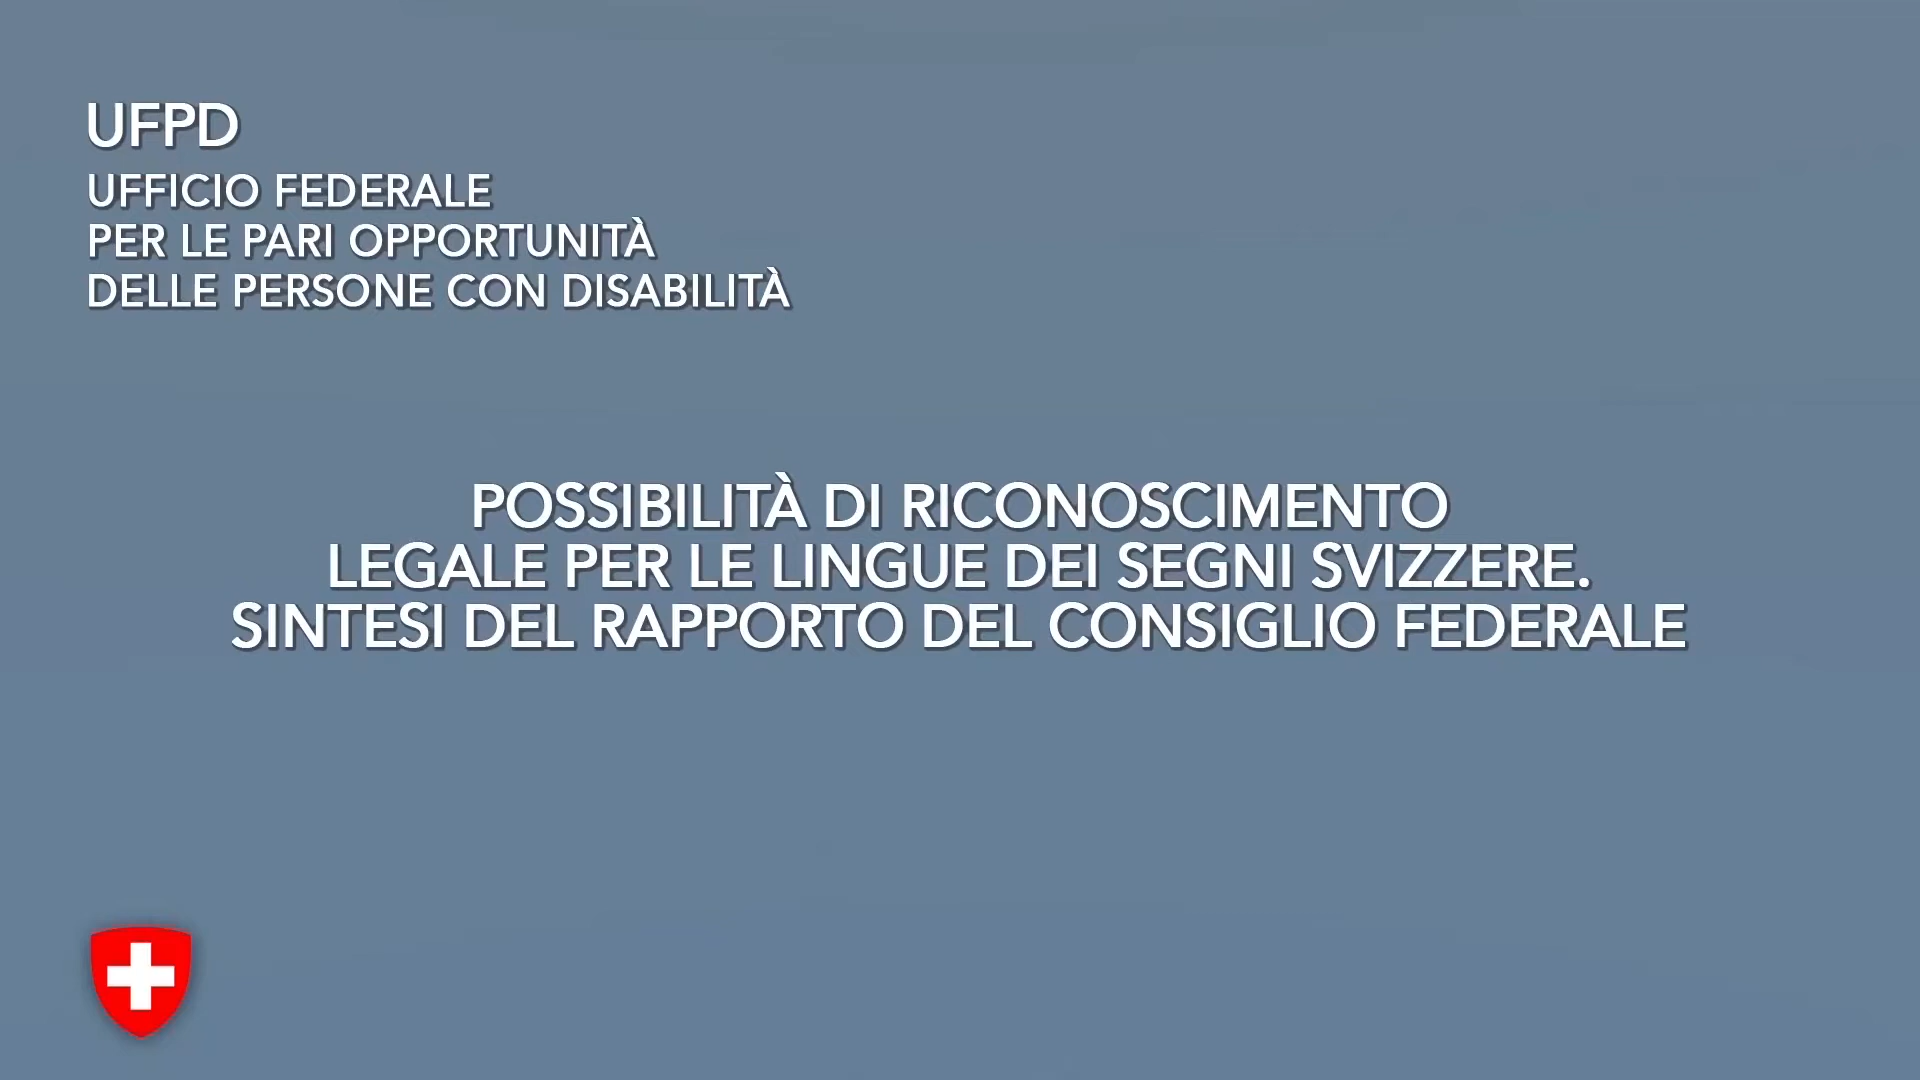 UFPD
UFFICIO FEDERALE
PER LE PARI OPPORTUNITÀ
DELLE PERSONE CON DISABILITÀ
POSSIBILITÀ DI RICONOSCIMENTO
LEGALE PER LE LINGUE DEI SEGNI SVIZZERE.
SINTESI DEL RAPPORTO DEL CONSIGLIO FEDERALE